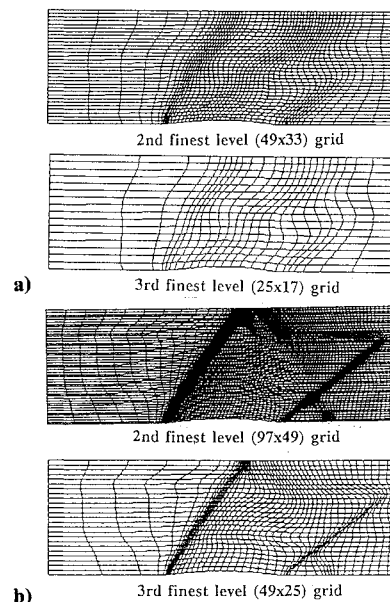 2nd finest level (49x33) grid
a)
3rd finest level (25x17) grid
2nd finest level (97x49) grid
b)
3rd finest level (49x25) grid